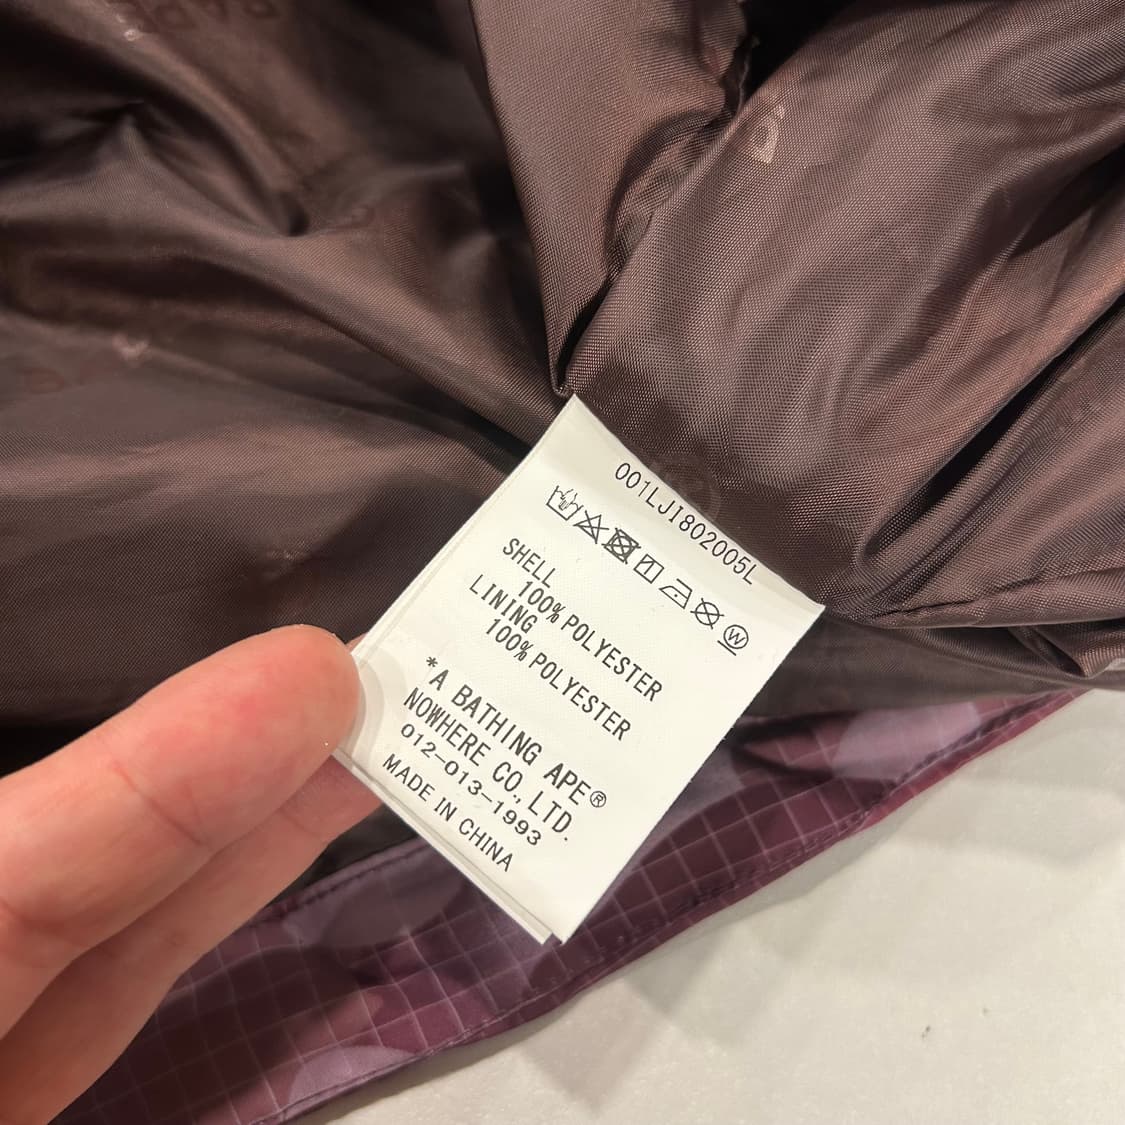 001LJI802005L
SHELL
100% POLYESTER
LINING
100% POLYESTER
*A BATHING APE®
NOWHERE CO., LTD.
012-013-1993
MADE IN CHINA